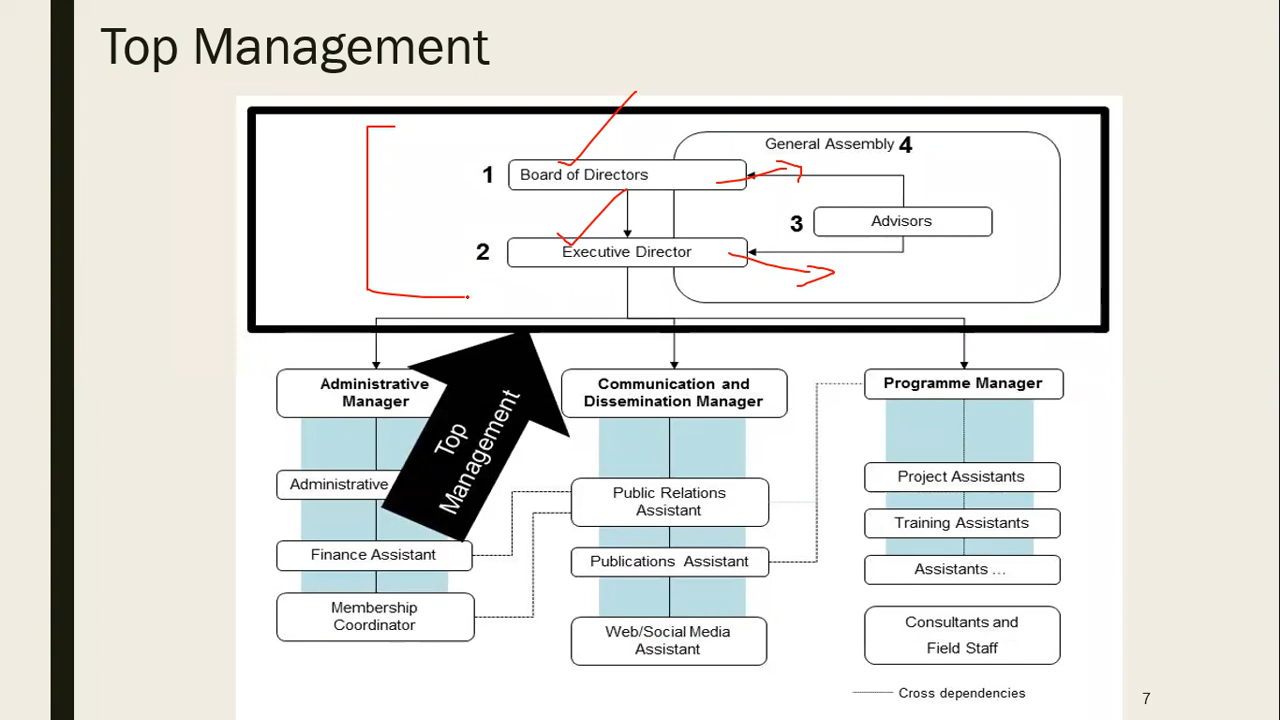 Top Management
General Assembly 4
1 Board of Directors
3 Advisors
2 Executive Director
Administrative
Manager
Communication and
Dissemination Manager
Programme Manager
Top
Management
Administrative
Finance Assistant
Membership
Coordinator
Public Relations
Assistant
Publications Assistant
Web/Social Media
Assistant
Project Assistants
Training Assistants
Assistants ...
Consultants and
Field Staff
Cross dependencies
7